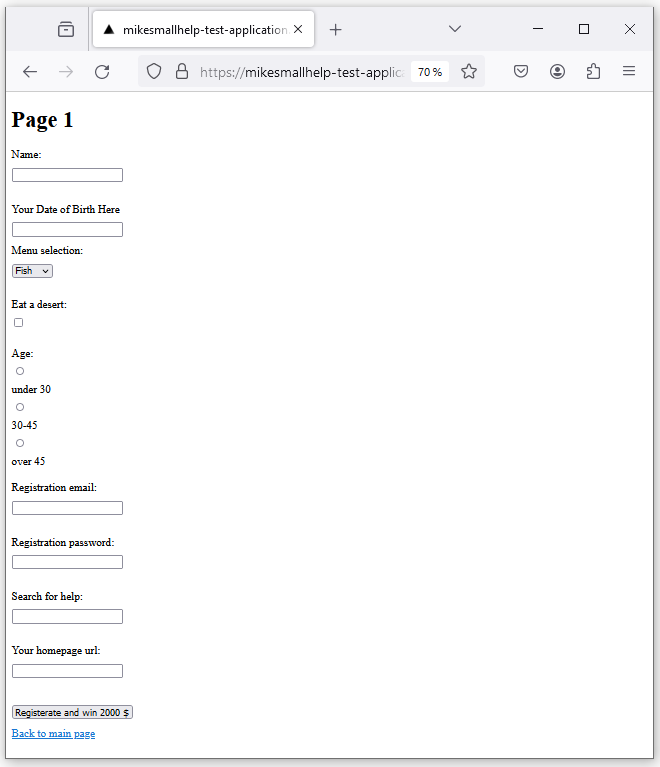 mikesmallhelp-test-application
https://mikesmallhelp-test-applic
70%
Page 1
Name:
Your Date of Birth Here
Menu selection:
Fish
Eat a desert:
Age:
under 30
30-45
over 45
Registration email:
Registration password:
Search for help:
Your homepage url:
Registerate and win 2000 $
Back to main page